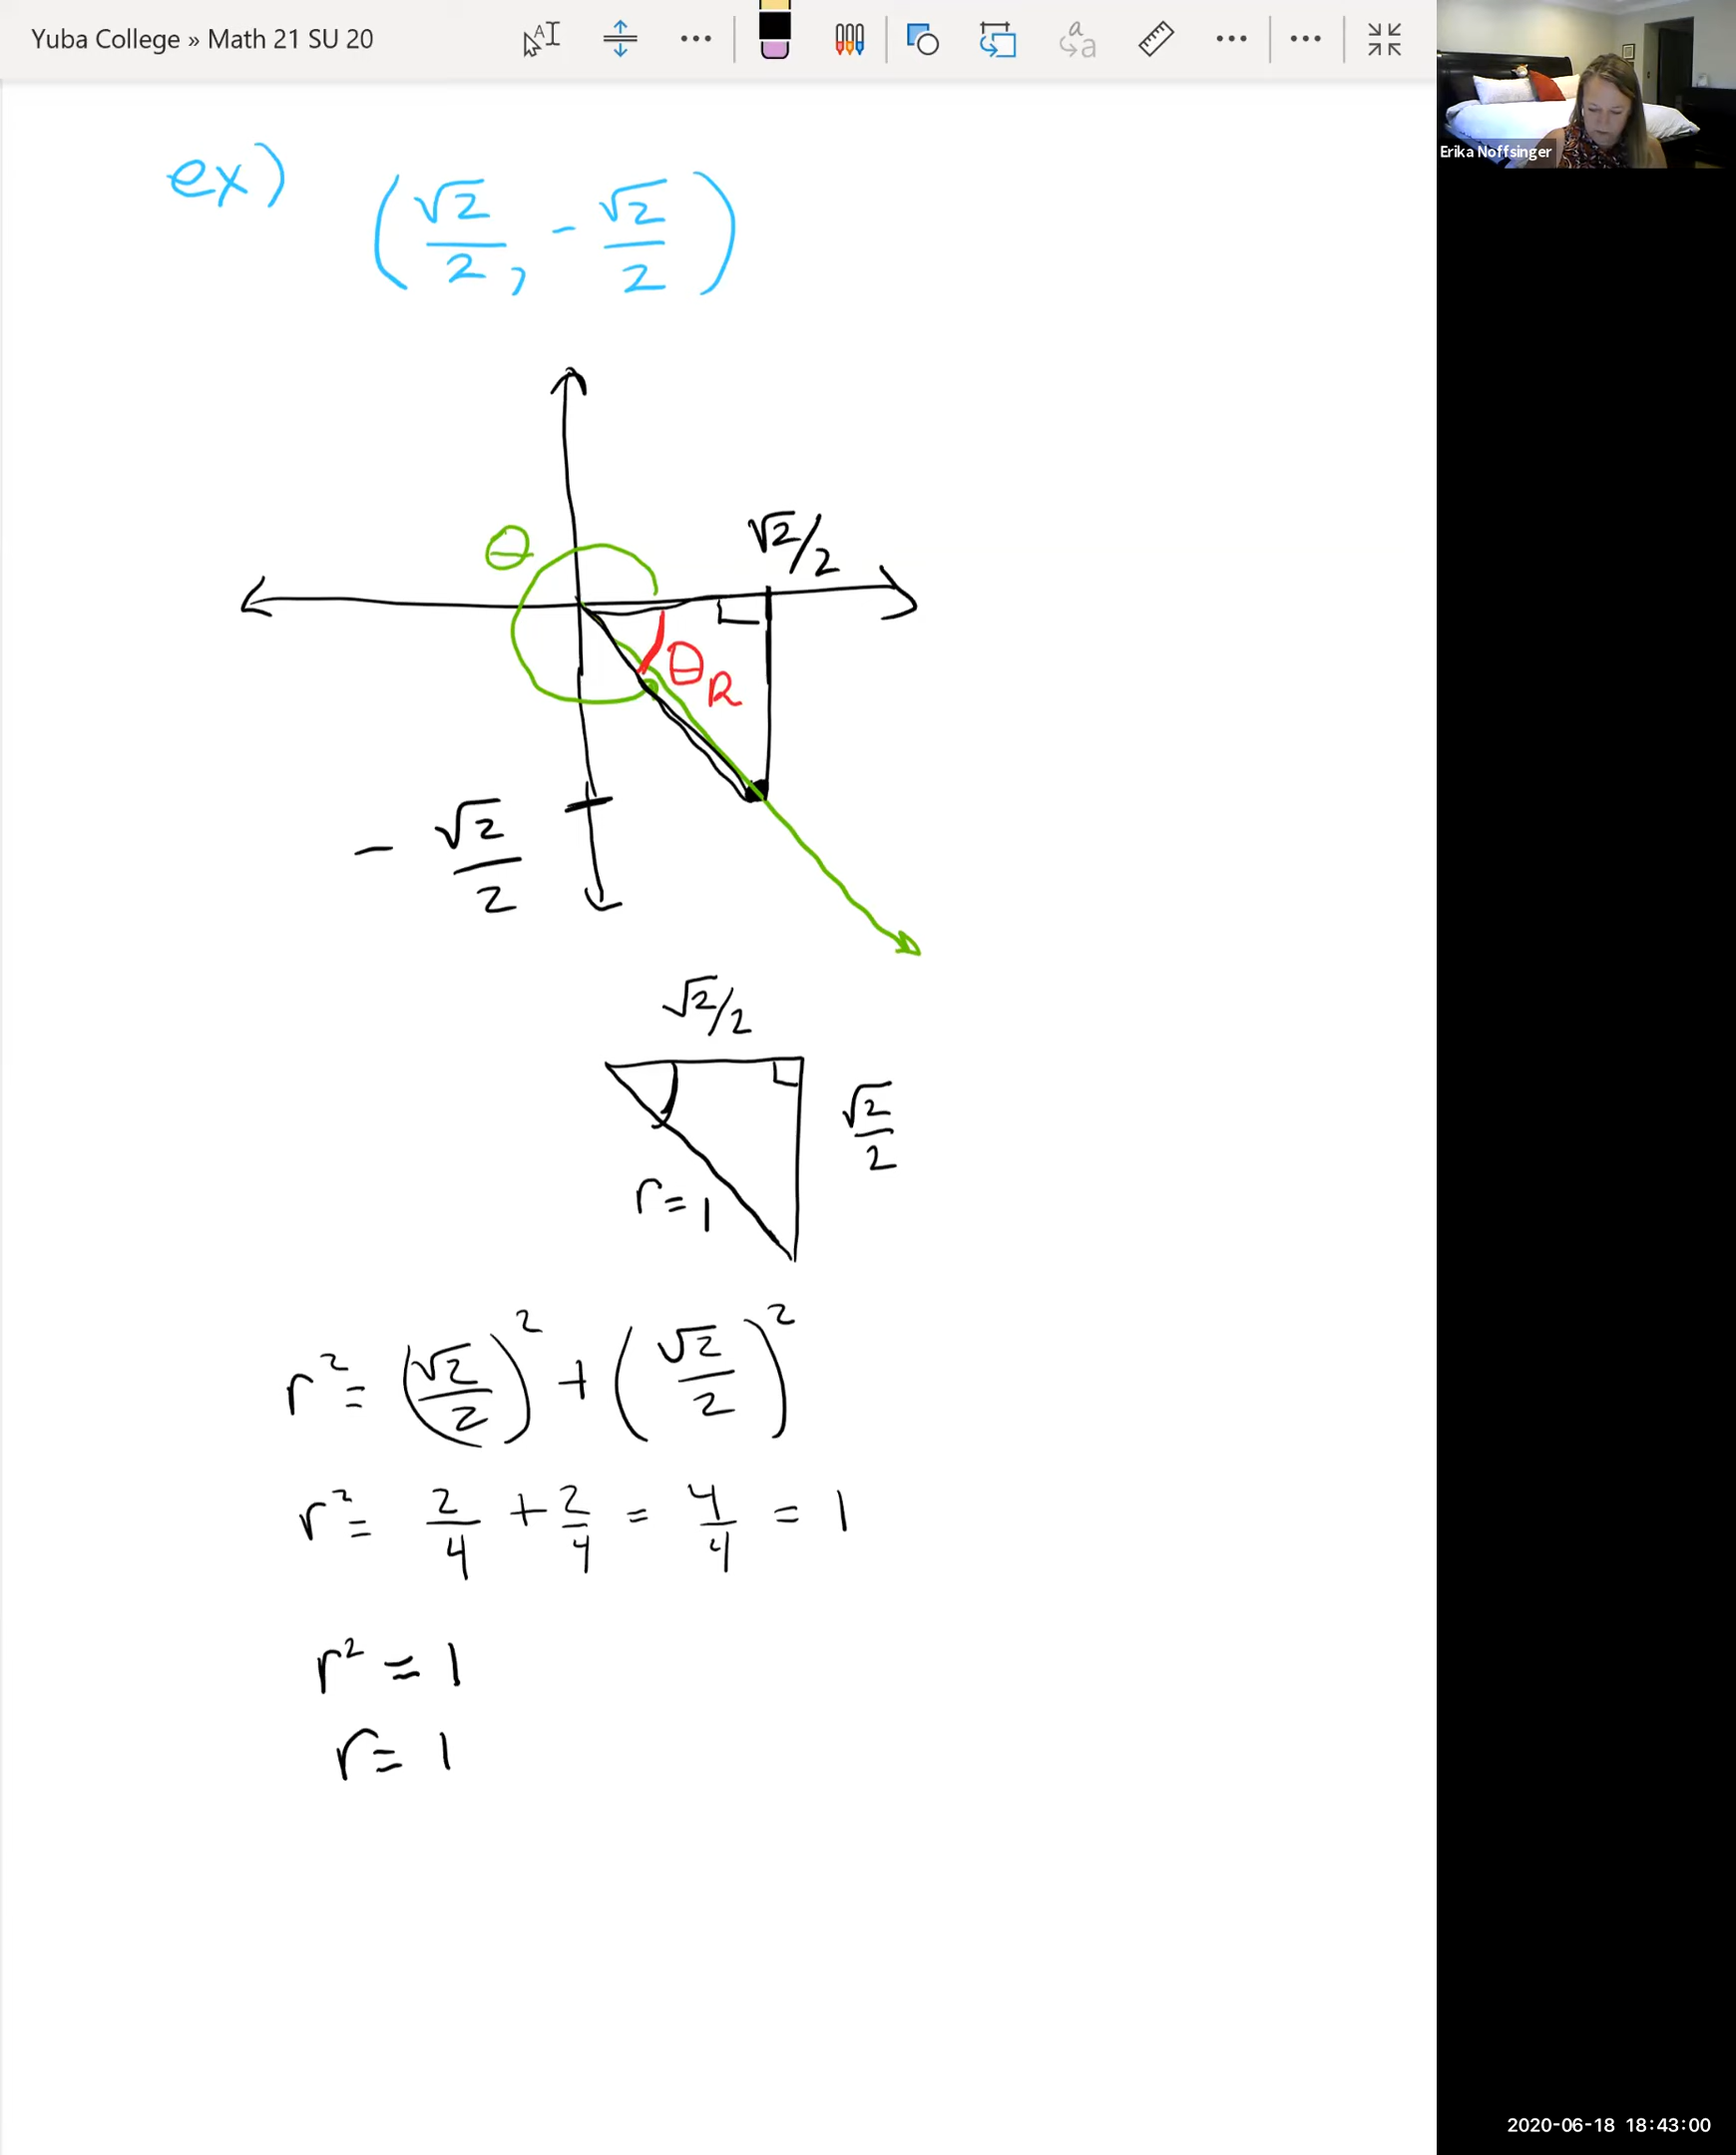 Yuba College » Math 21 SU 20
Erika Noffsinger
ex) (√2/2, -√2/2)
√2/2
θ
θR
- √2/2
√2/2
√2/2
r=1
r²= (√2/2)² + (√2/2)²
r²= 2/4 + 2/4 = 4/4 = 1
r² = 1
r= 1
2020-06-18 18:43:00